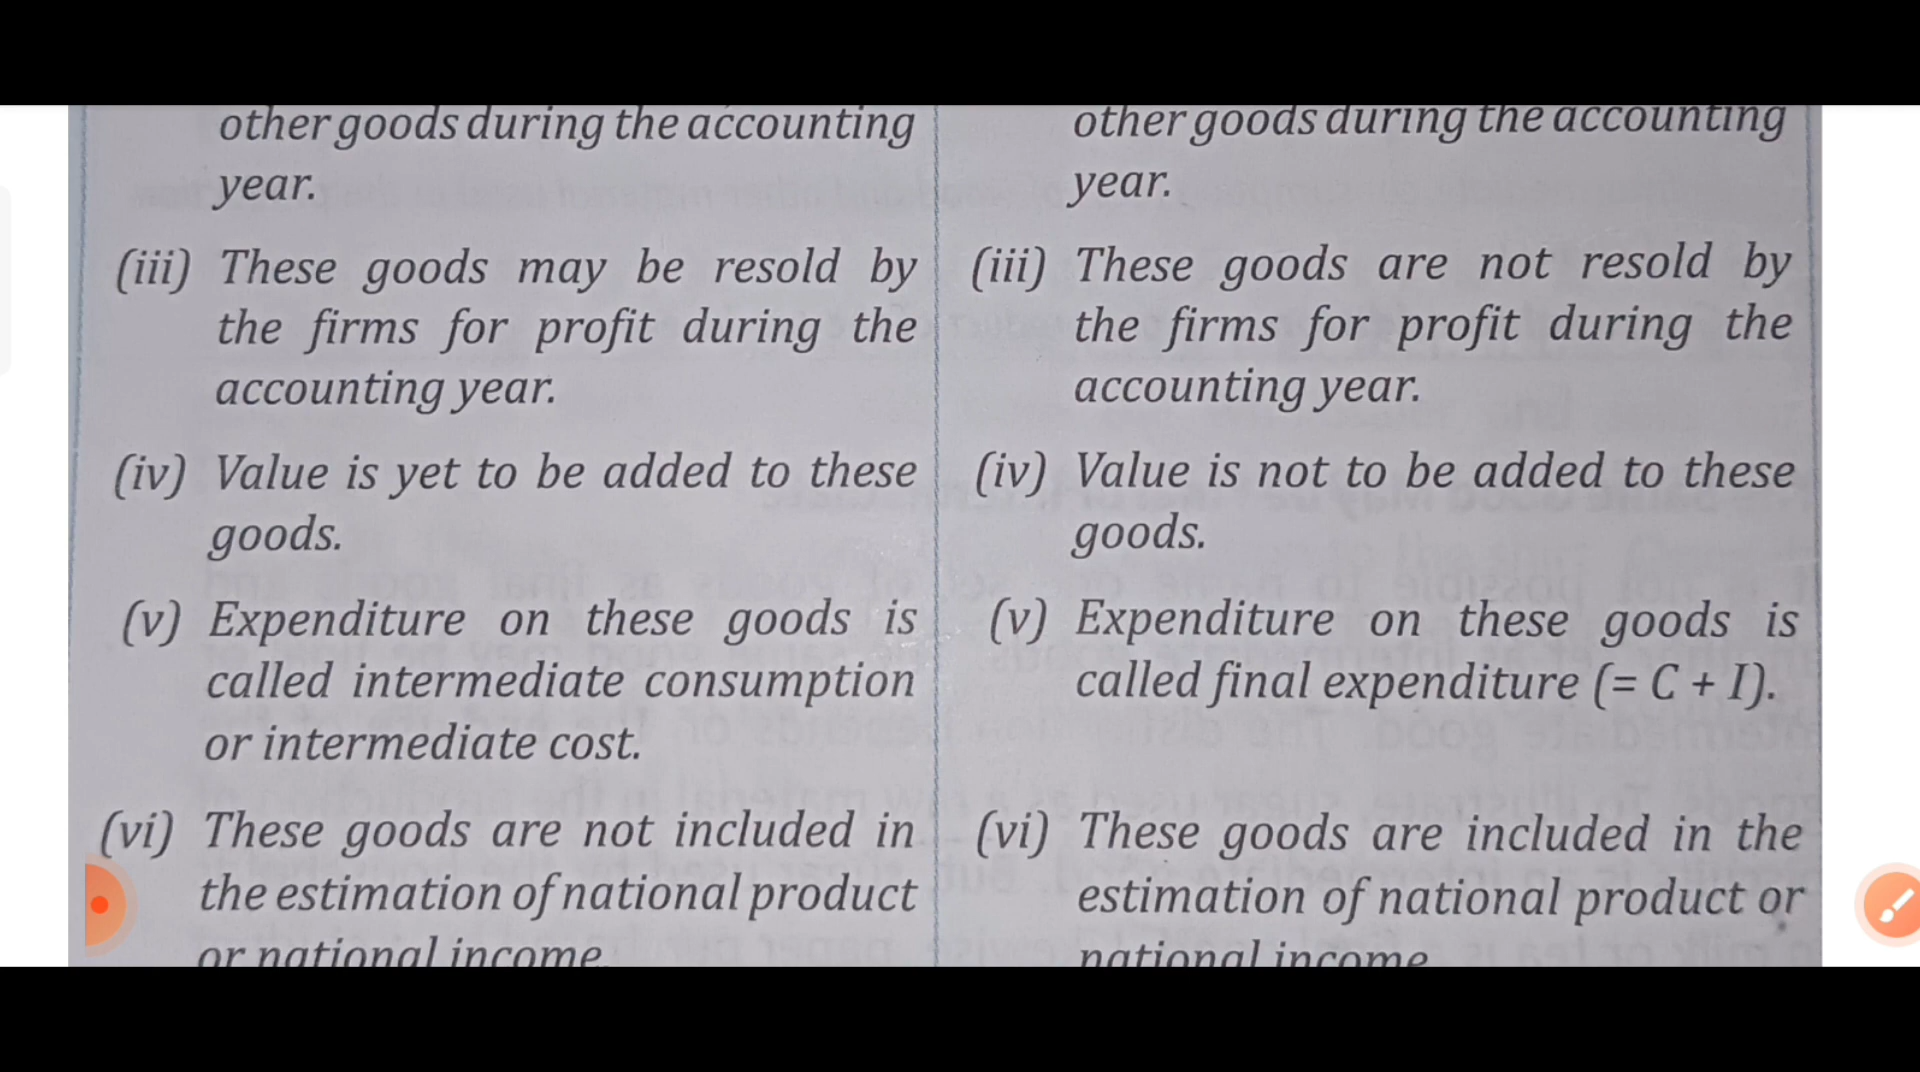 other goods during the accounting
year.
(iii) These goods may be resold by
the firms for profit during the
accounting year.
(iv) Value is yet to be added to these
goods.
(v) Expenditure on these goods is
called intermediate consumption
or intermediate cost.
(vi) These goods are not included in
the estimation of national product
or national income.
other goods during the accounting
year.
(iii) These goods are not resold by
the firms for profit during the
accounting year.
(iv) Value is not to be added to these
goods.
(v) Expenditure on these goods is
called final expenditure (= C + I).
(vi) These goods are included in the
estimation of national product or
national income